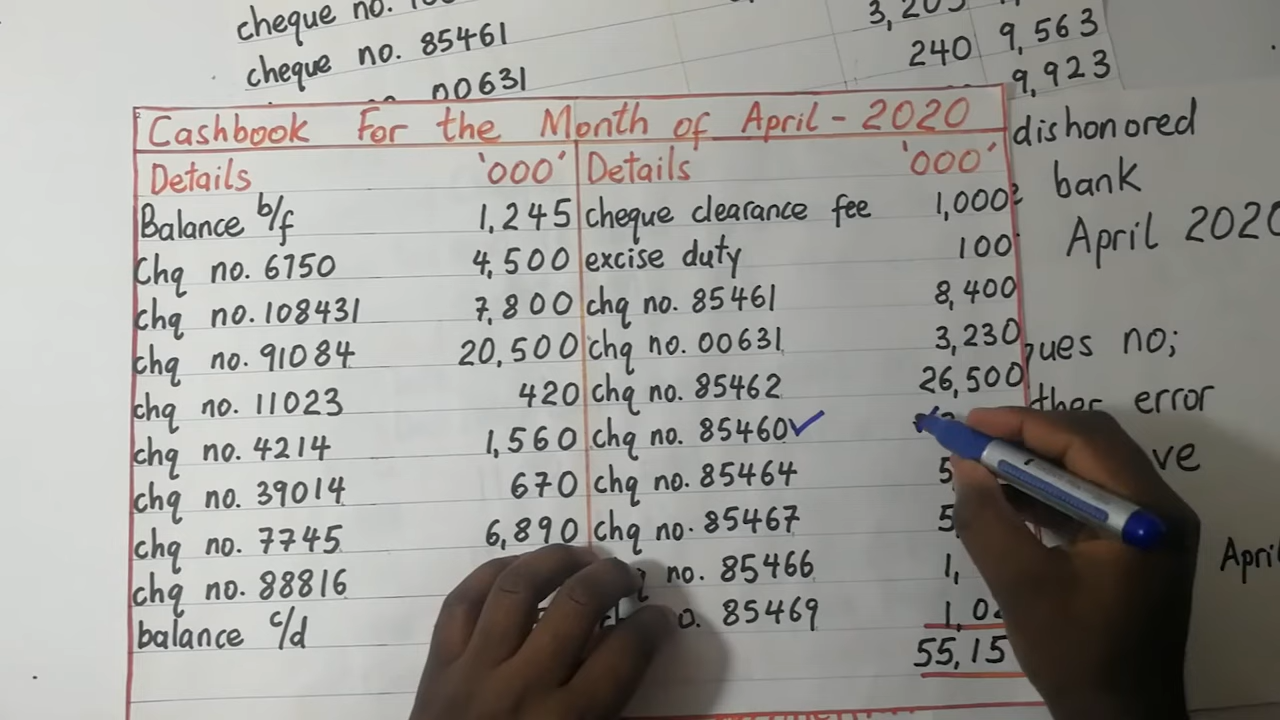 cheque no.
cheque no. 85461
240 9,563
00631
9,923
Cashbook For the Month of April - 2020
Details '000' Details '000'
Balance b/f 1,245 cheque clearance fee 1,000
Chq no. 6750 4,500 excise duty 100
chq no. 108431 7,800 chq no. 85461 8,400
chq no. 91084 20,500 chq no. 00631 3,230
chq no. 11023 420 chq no. 85462 26,500
chq no. 4214 1,560 chq no. 85460
chq no. 39014 670 chq no. 85464
chq no. 7745 6,890 chq no. 85467
chq no. 88816 no. 85466
balance c/d 85469
dishonored
bank
April 2020
no;
error